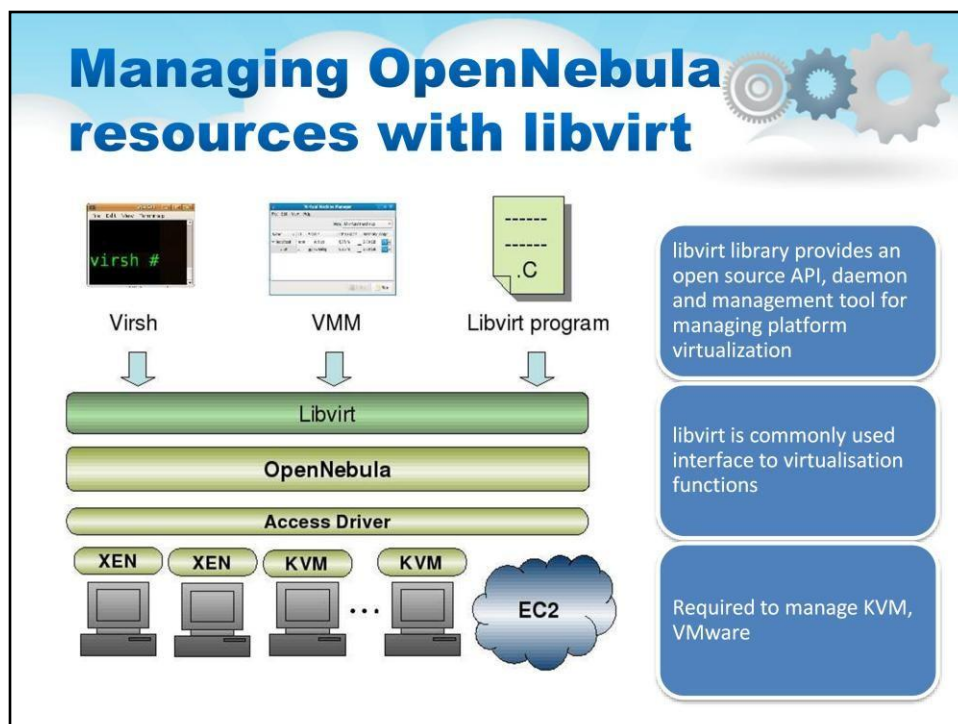 Managing OpenNebula
resources with libvirt
virsh #
Virsh
VMM
.C
Libvirt program
Libvirt
OpenNebula
Access Driver
XEN
XEN
KVM
KVM
...
EC2
libvirt library provides an
open source API, daemon
and management tool for
managing platform
virtualization
libvirt is commonly used
interface to virtualisation
functions
Required to manage KVM,
VMware